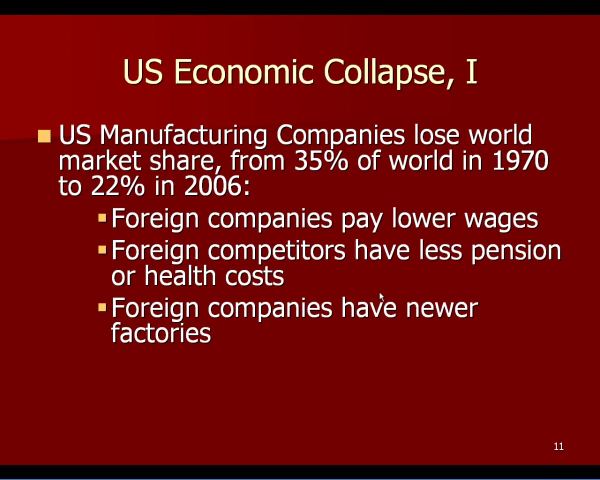 US Economic Collapse, I
US Manufacturing Companies lose world
market share, from 35% of world in 1970
to 22% in 2006:
Foreign companies pay lower wages
Foreign competitors have less pension
or health costs
Foreign companies have newer
factories
11